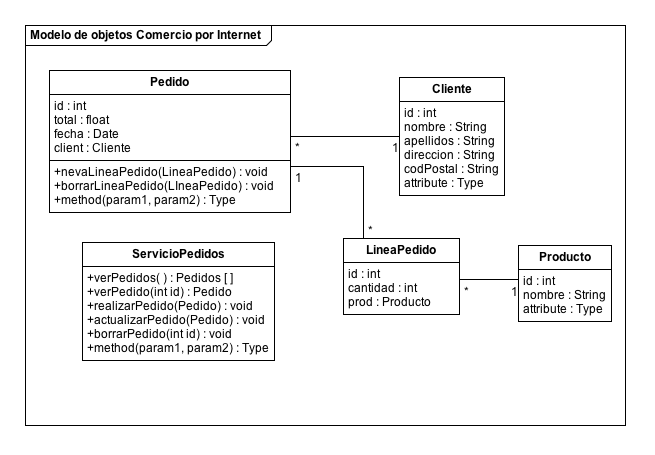 Modelo de objetos Comercio por Internet
Pedido
id : int
total : float
fecha : Date
client : Cliente
+nevaLineaPedido(LineaPedido) : void
+borrarLineaPedido(LIneaPedido) : void
+method(param1, param2) : Type
Cliente
id : int
nombre : String
apellidos : String
direccion : String
codPostal : String
attribute : Type
*
1
1
*
ServicioPedidos
+verPedidos( ) : Pedidos [ ]
+verPedido(int id) : Pedido
+realizarPedido(Pedido) : void
+actualizarPedido(Pedido) : void
+borrarPedido(int id) : void
+method(param1, param2) : Type
LineaPedido
id : int
cantidad : int
prod : Producto
*
1
Producto
id : int
nombre : String
attribute : Type